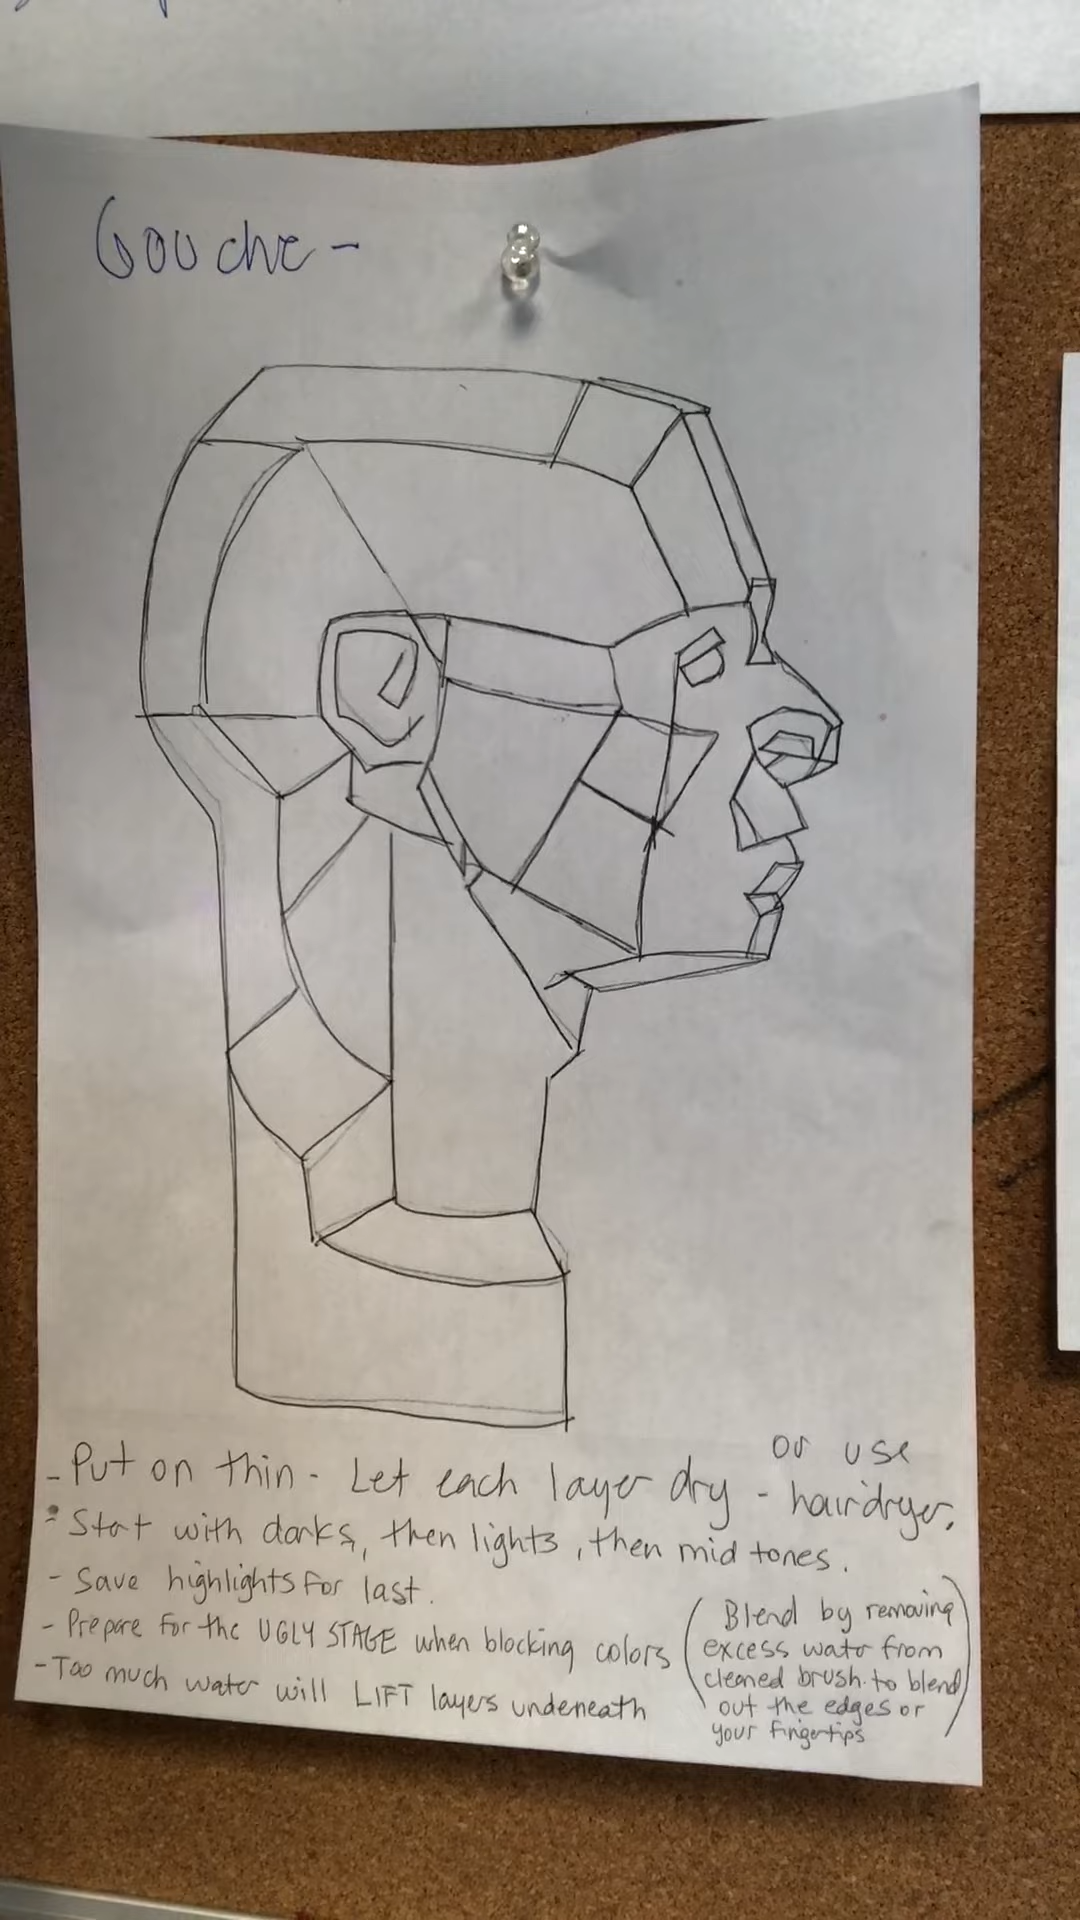 Gouche -
or use
- Put on thin - Let each layer dry - hairdryer.
- Start with darks, then lights, then mid tones.
- Save highlights for last.
- Prepare for the UGLY STAGE when blocking colors
- Too much water will LIFT layers underneath
(Blend by removing
excess water from
cleaned brush to blend
out the edges or
your fingertips)